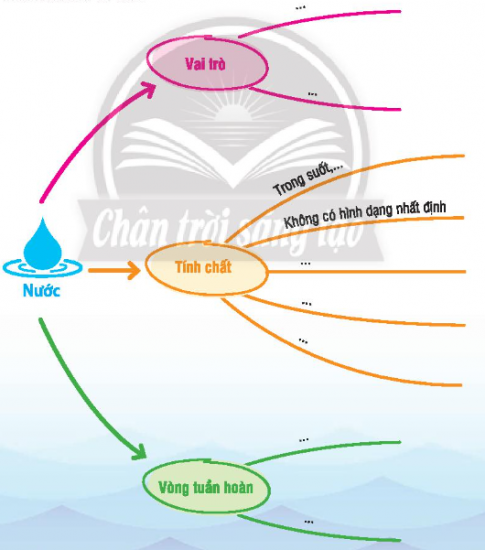 ...
Vai trò
...
Trong suốt,...
Không có hình dạng nhất định
Chân trời sáng tạo
Tính chất
...
Nước
...
...
...
Vòng tuần hoàn
...